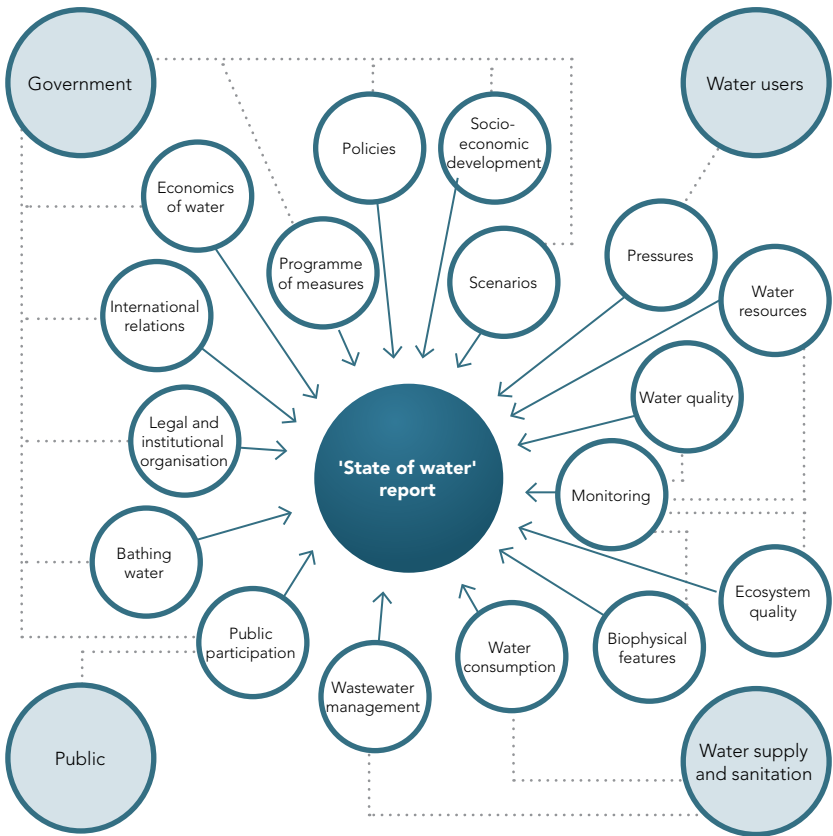 Government
Water users
Socio-
economic
development
Policies
Economics
of water
Pressures
Programme
of measures
Scenarios
Water
resources
International
relations
Water quality
Legal and
institutional
organisation
'State of water'
report
Monitoring
Bathing
water
Ecosystem
quality
Public
participation
Water
consumption
Biophysical
features
Wastewater
management
Public
Water supply
and sanitation